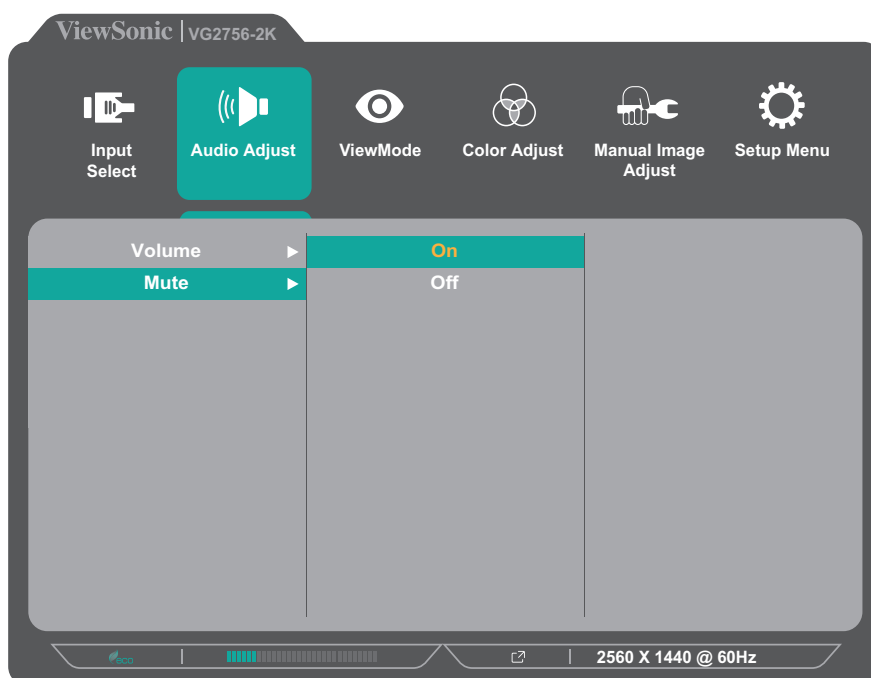 ViewSonic | VG2756-2K
Input Select
Audio Adjust
ViewMode
Color Adjust
Manual Image Adjust
Setup Menu
Volume
On
Mute
Off
eco
2560 X 1440 @ 60Hz